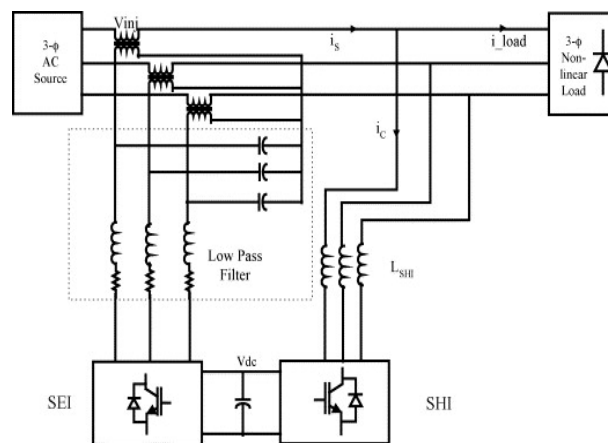 Vinj
3-ϕ
AC
Source
i_S
i_load
3-ϕ
Non-
linear
Load
i_C
Low Pass
Filter
L_SHI
Vdc
SEI
SHI